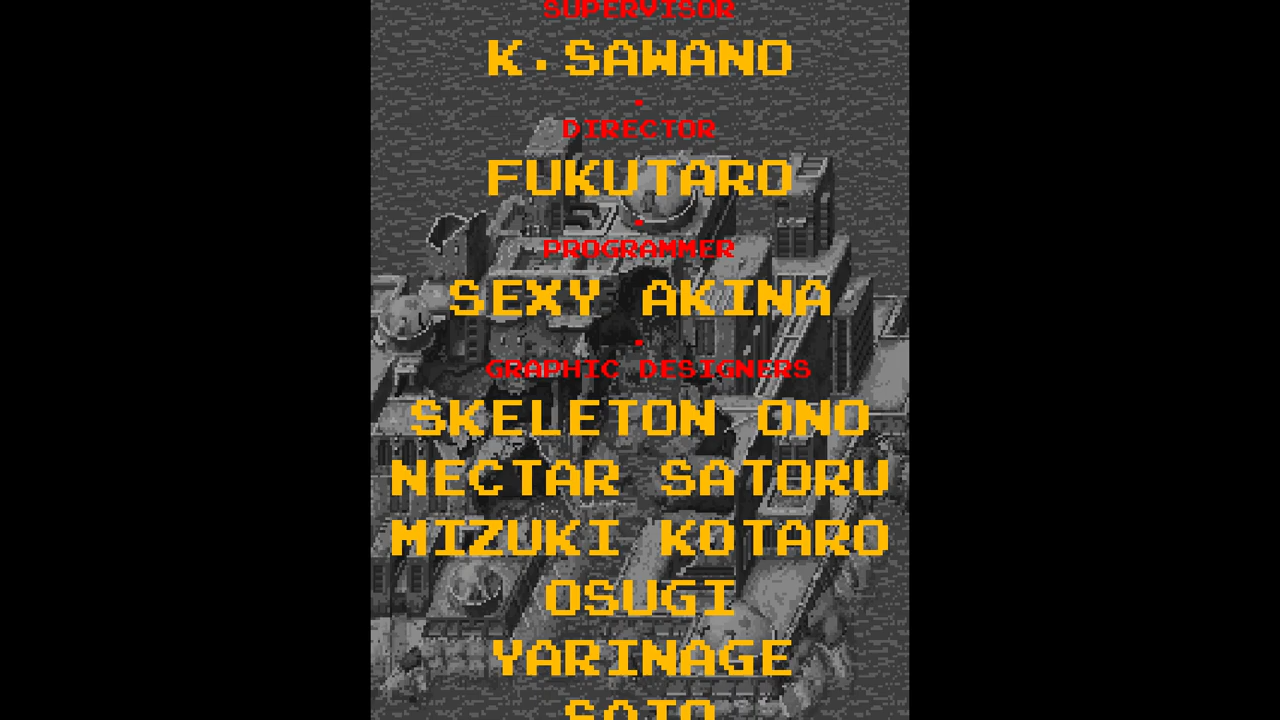 SUPERVISOR
K.SAWANO
DIRECTOR
FUKUTARO
PROGRAMMER
SEXY AKINA
GRAPHIC DESIGNERS
SKELETON ONO
NECTAR SATORU
MIZUKI KOTARO
OSUGI
YARINAGE